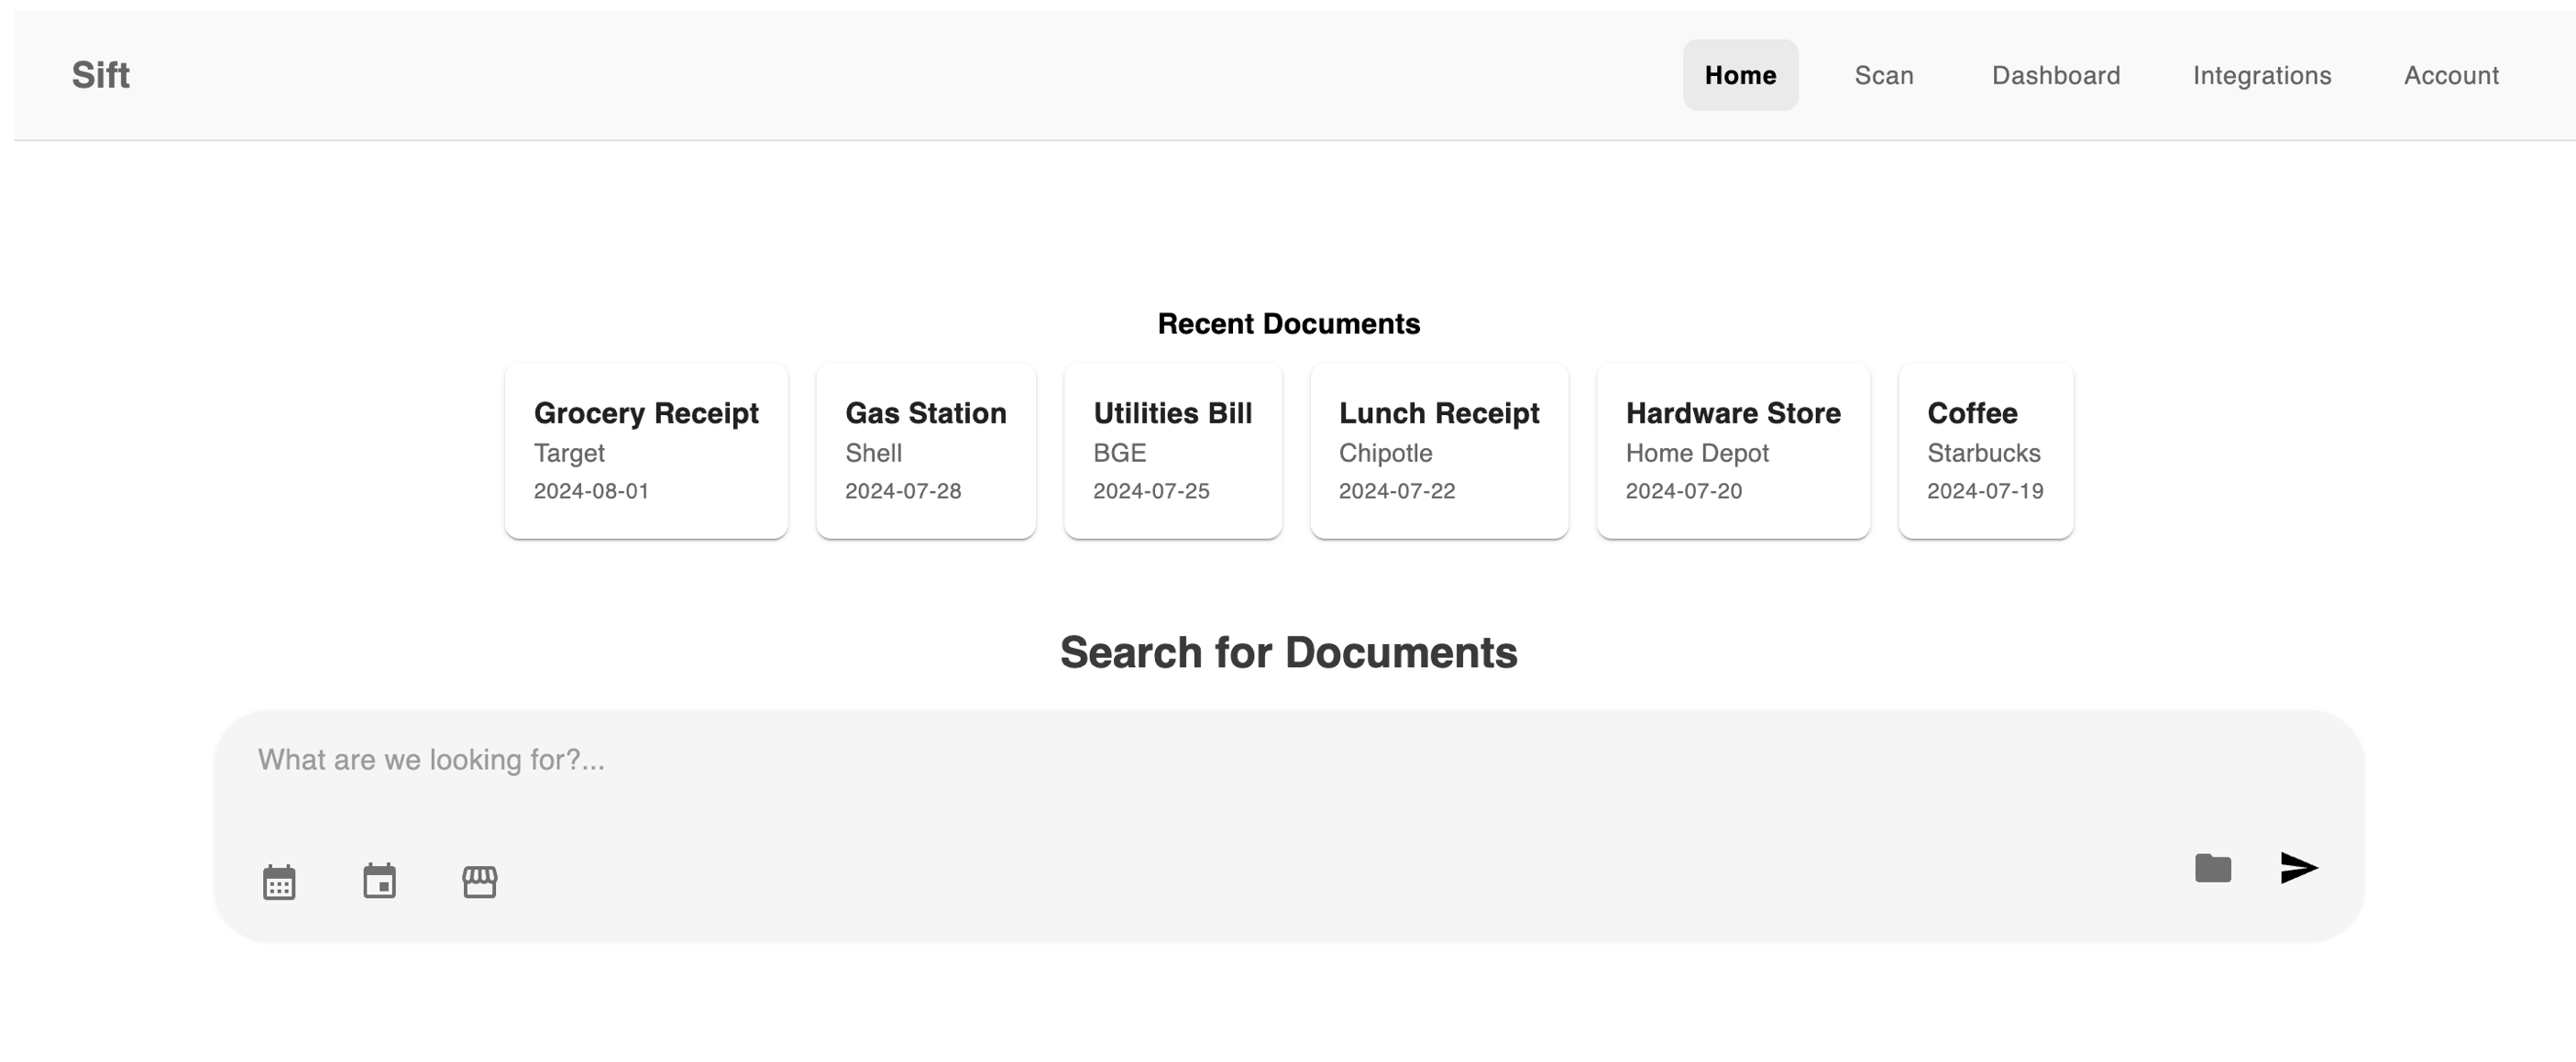 Sift
Home
Scan
Dashboard
Integrations
Account
Recent Documents
Grocery Receipt
Target
2024-08-01
Gas Station
Shell
2024-07-28
Utilities Bill
BGE
2024-07-25
Lunch Receipt
Chipotle
2024-07-22
Hardware Store
Home Depot
2024-07-20
Coffee
Starbucks
2024-07-19
Search for Documents
What are we looking for?...